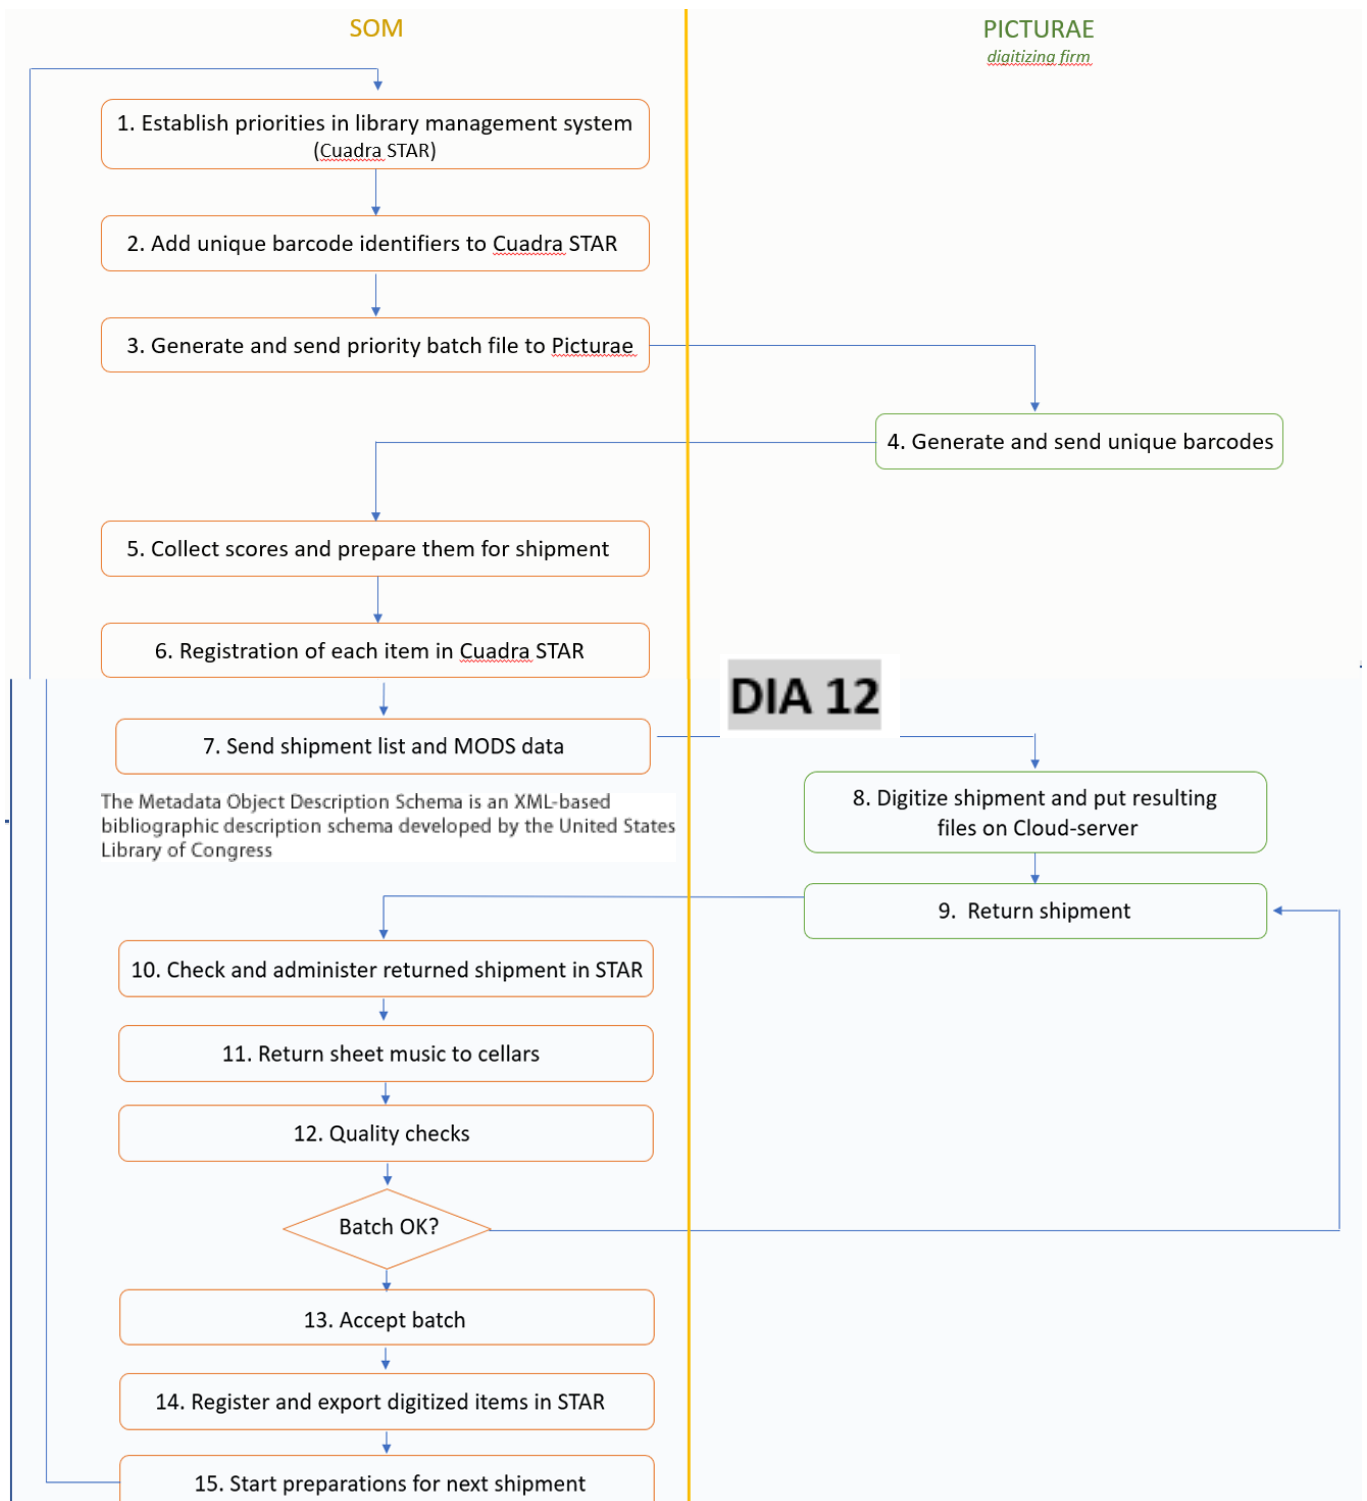 SOM
PICTURAE
digitizing firm
1. Establish priorities in library management system
(Cuadra STAR)
2. Add unique barcode identifiers to Cuadra STAR
3. Generate and send priority batch file to Picturae
4. Generate and send unique barcodes
5. Collect scores and prepare them for shipment
6. Registration of each item in Cuadra STAR
DIA 12
7. Send shipment list and MODS data
The Metadata Object Description Schema is an XML-based
bibliographic description schema developed by the United States
Library of Congress
8. Digitize shipment and put resulting
files on Cloud-server
9. Return shipment
10. Check and administer returned shipment in STAR
11. Return sheet music to cellars
12. Quality checks
Batch OK?
13. Accept batch
14. Register and export digitized items in STAR
15. Start preparations for next shipment